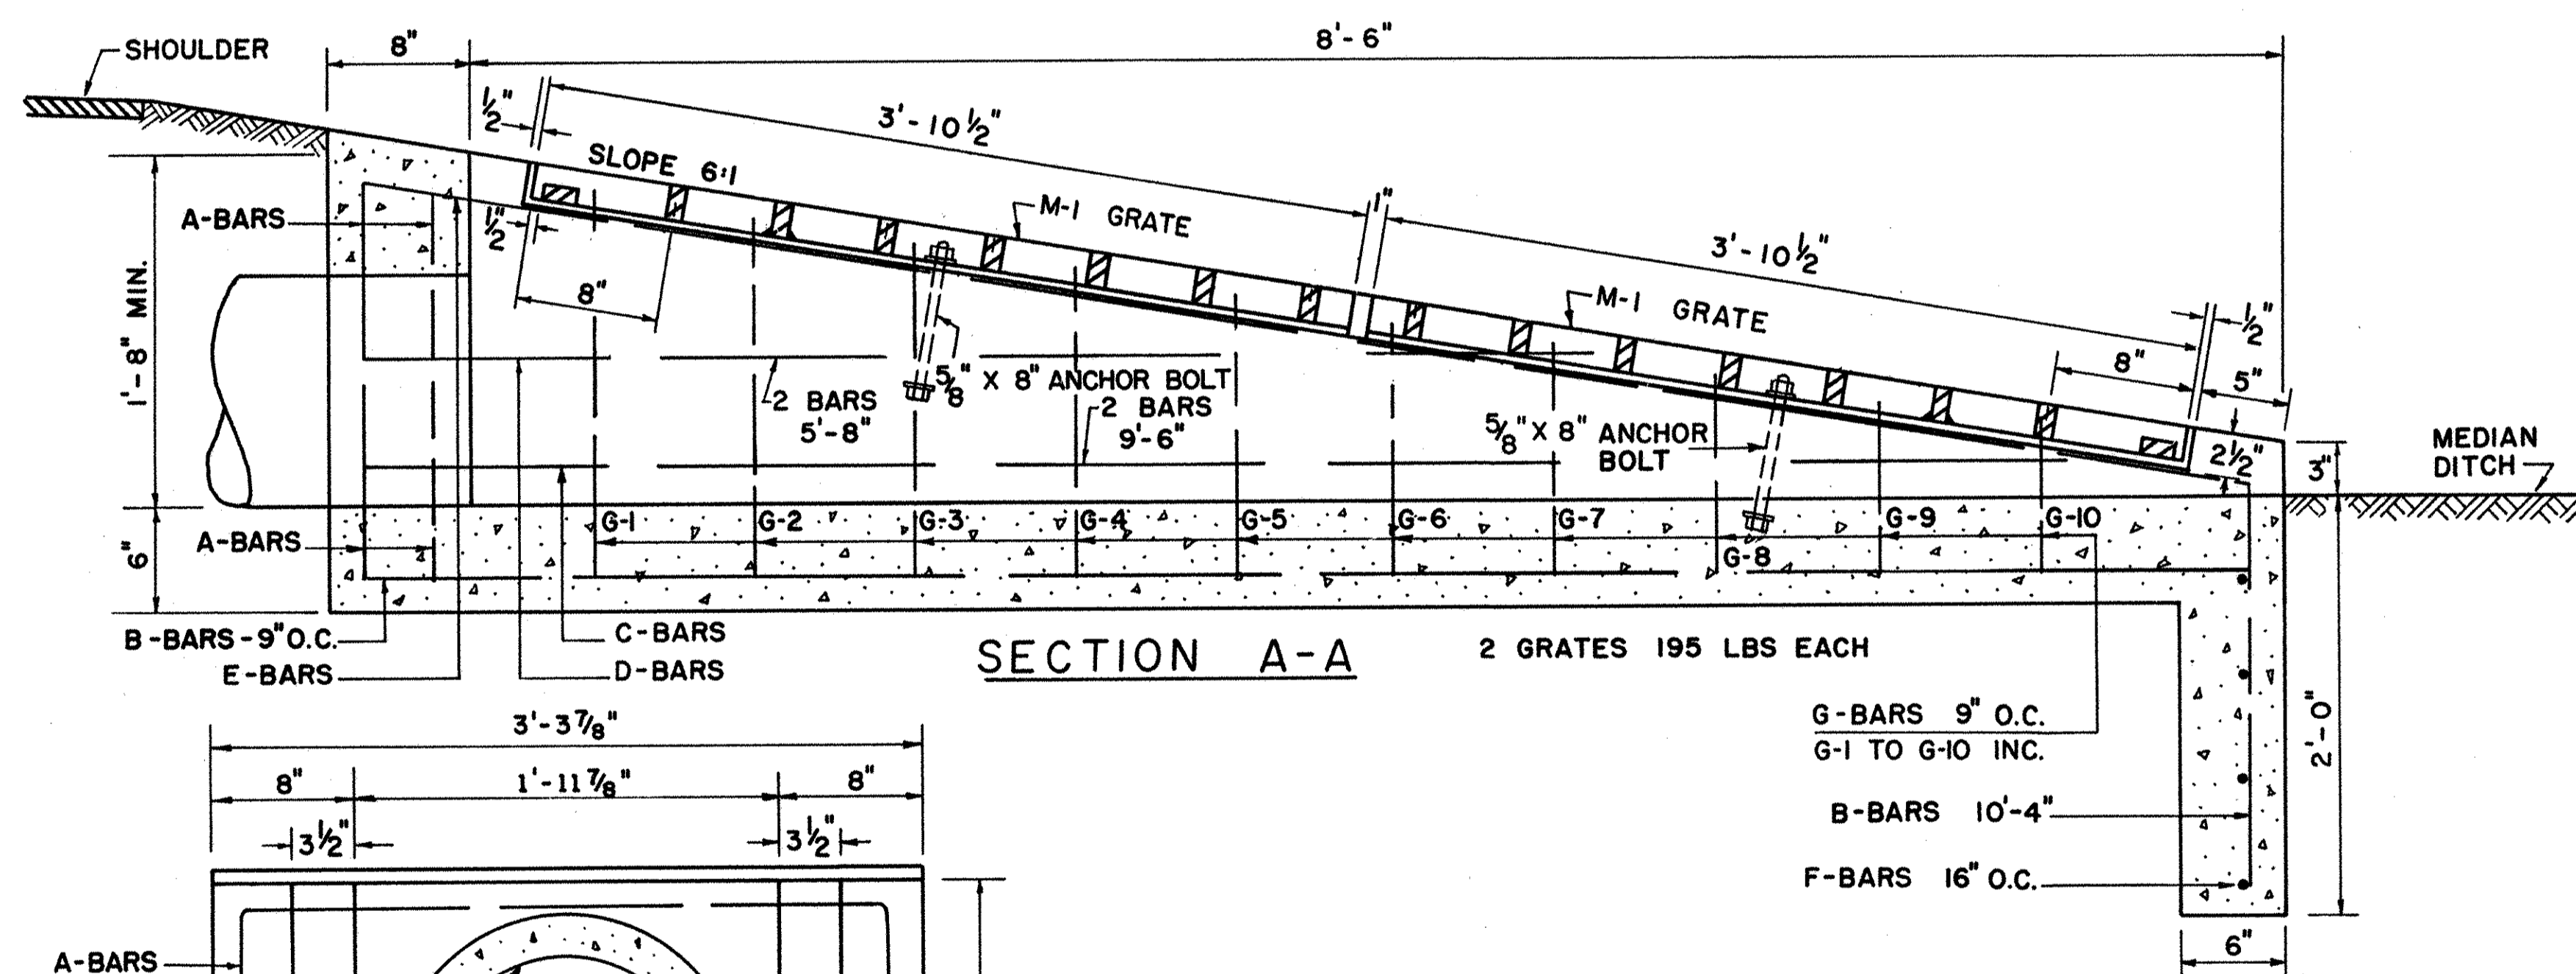 SHOULDER
8"
8'-6"
1/2"
3'-10 1/2"
SLOPE 6:1
M-1 GRATE
1"
3'-10 1/2"
M-1 GRATE
1/2"
8"
5"
A-BARS
1/2"
8"
1'-8" MIN.
2 BARS
5'-8"
5/8" X 8" ANCHOR BOLT
2 BARS
9'-6"
5/8" X 8" ANCHOR
BOLT
2 1/2"
3"
MEDIAN
DITCH
G-1
G-2
G-3
G-4
G-5
G-6
G-7
G-8
G-9
G-10
A-BARS
6"
B-BARS-9" O.C.
E-BARS
C-BARS
D-BARS
SECTION A-A
2 GRATES 195 LBS EACH
G-BARS 9" O.C.
G-1 TO G-10 INC.
2'-0"
B-BARS 10'-4"
F-BARS 16" O.C.
6"
3'-3 7/8"
8"
1'-11 7/8"
8"
3 1/2"
3 1/2"
A-BARS